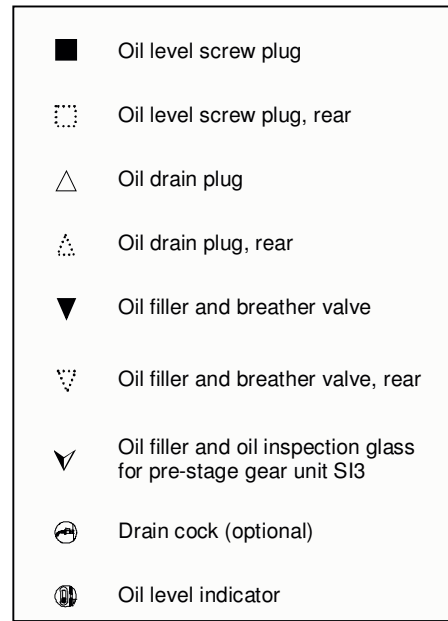 Oil level screw plug
Oil level screw plug, rear
Oil drain plug
Oil drain plug, rear
Oil filler and breather valve
Oil filler and breather valve, rear
Oil filler and oil inspection glass
for pre-stage gear unit SI3
Drain cock (optional)
Oil level indicator